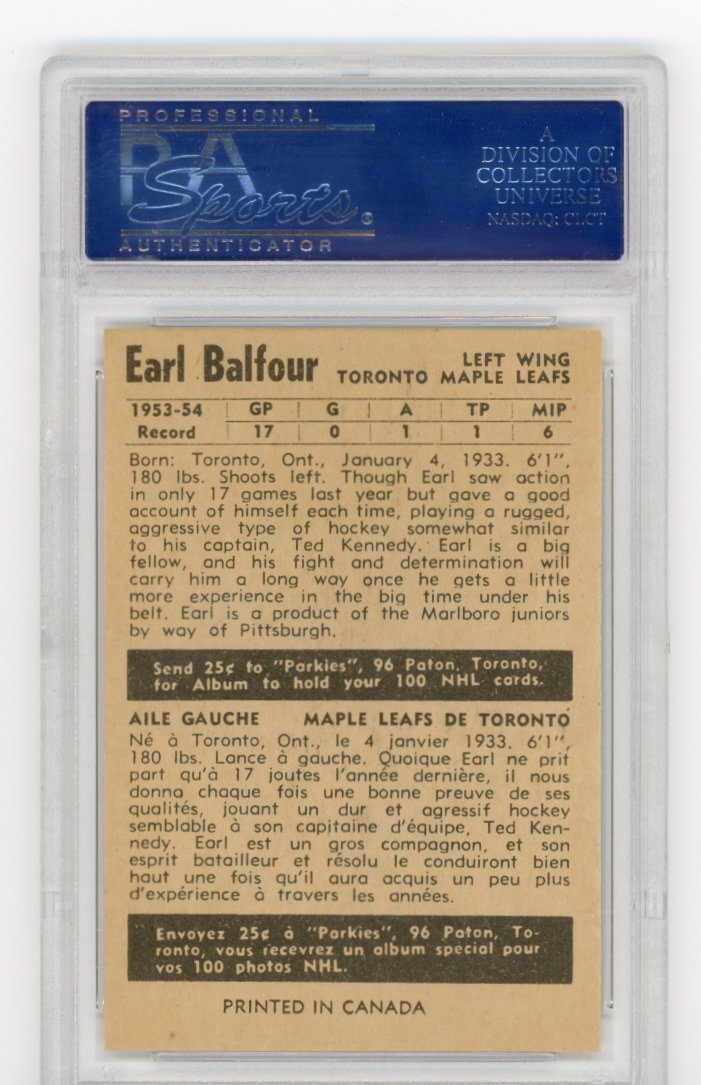 PROFESSIONAL
PSA
Sports®
AUTHENTICATOR
A
DIVISION OF
COLLECTORS
UNIVERSE
NASDAQ: CLCT
Earl Balfour LEFT WING
TORONTO MAPLE LEAFS
1953-54 GP G A TP MIP
Record 17 0 1 1 6
Born: Toronto, Ont., January 4, 1933. 6'1",
180 lbs. Shoots left. Though Earl saw action
in only 17 games last year but gave a good
account of himself each time, playing a rugged,
aggressive type of hockey somewhat similar
to his captain, Ted Kennedy. Earl is a big
fellow, and his fight and determination will
carry him a long way once he gets a little
more experience in the big time under his
belt. Earl is a product of the Marlboro juniors
by way of Pittsburgh.
Send 25¢ to "Parkies", 96 Paton, Toronto,
for Album to hold your 100 NHL cards.
AILE GAUCHE MAPLE LEAFS DE TORONTO
Né à Toronto, Ont., le 4 janvier 1933. 6'1",
180 lbs. Lance à gauche. Quoique Earl ne prit
part qu'à 17 joutes l'année dernière, il nous
donna chaque fois une bonne preuve de ses
qualités, jouant un dur et agressif hockey
semblable à son capitaine d'équipe, Ted Ken-
nedy. Earl est un gros compagnon, et son
esprit batailleur et résolu le conduiront bien
haut une fois qu'il aura acquis un peu plus
d'expérience à travers les années.
Envoyez 25¢ à "Parkies", 96 Paton, To-
ronto, vous recevrez un album special pour
vos 100 photos NHL.
PRINTED IN CANADA